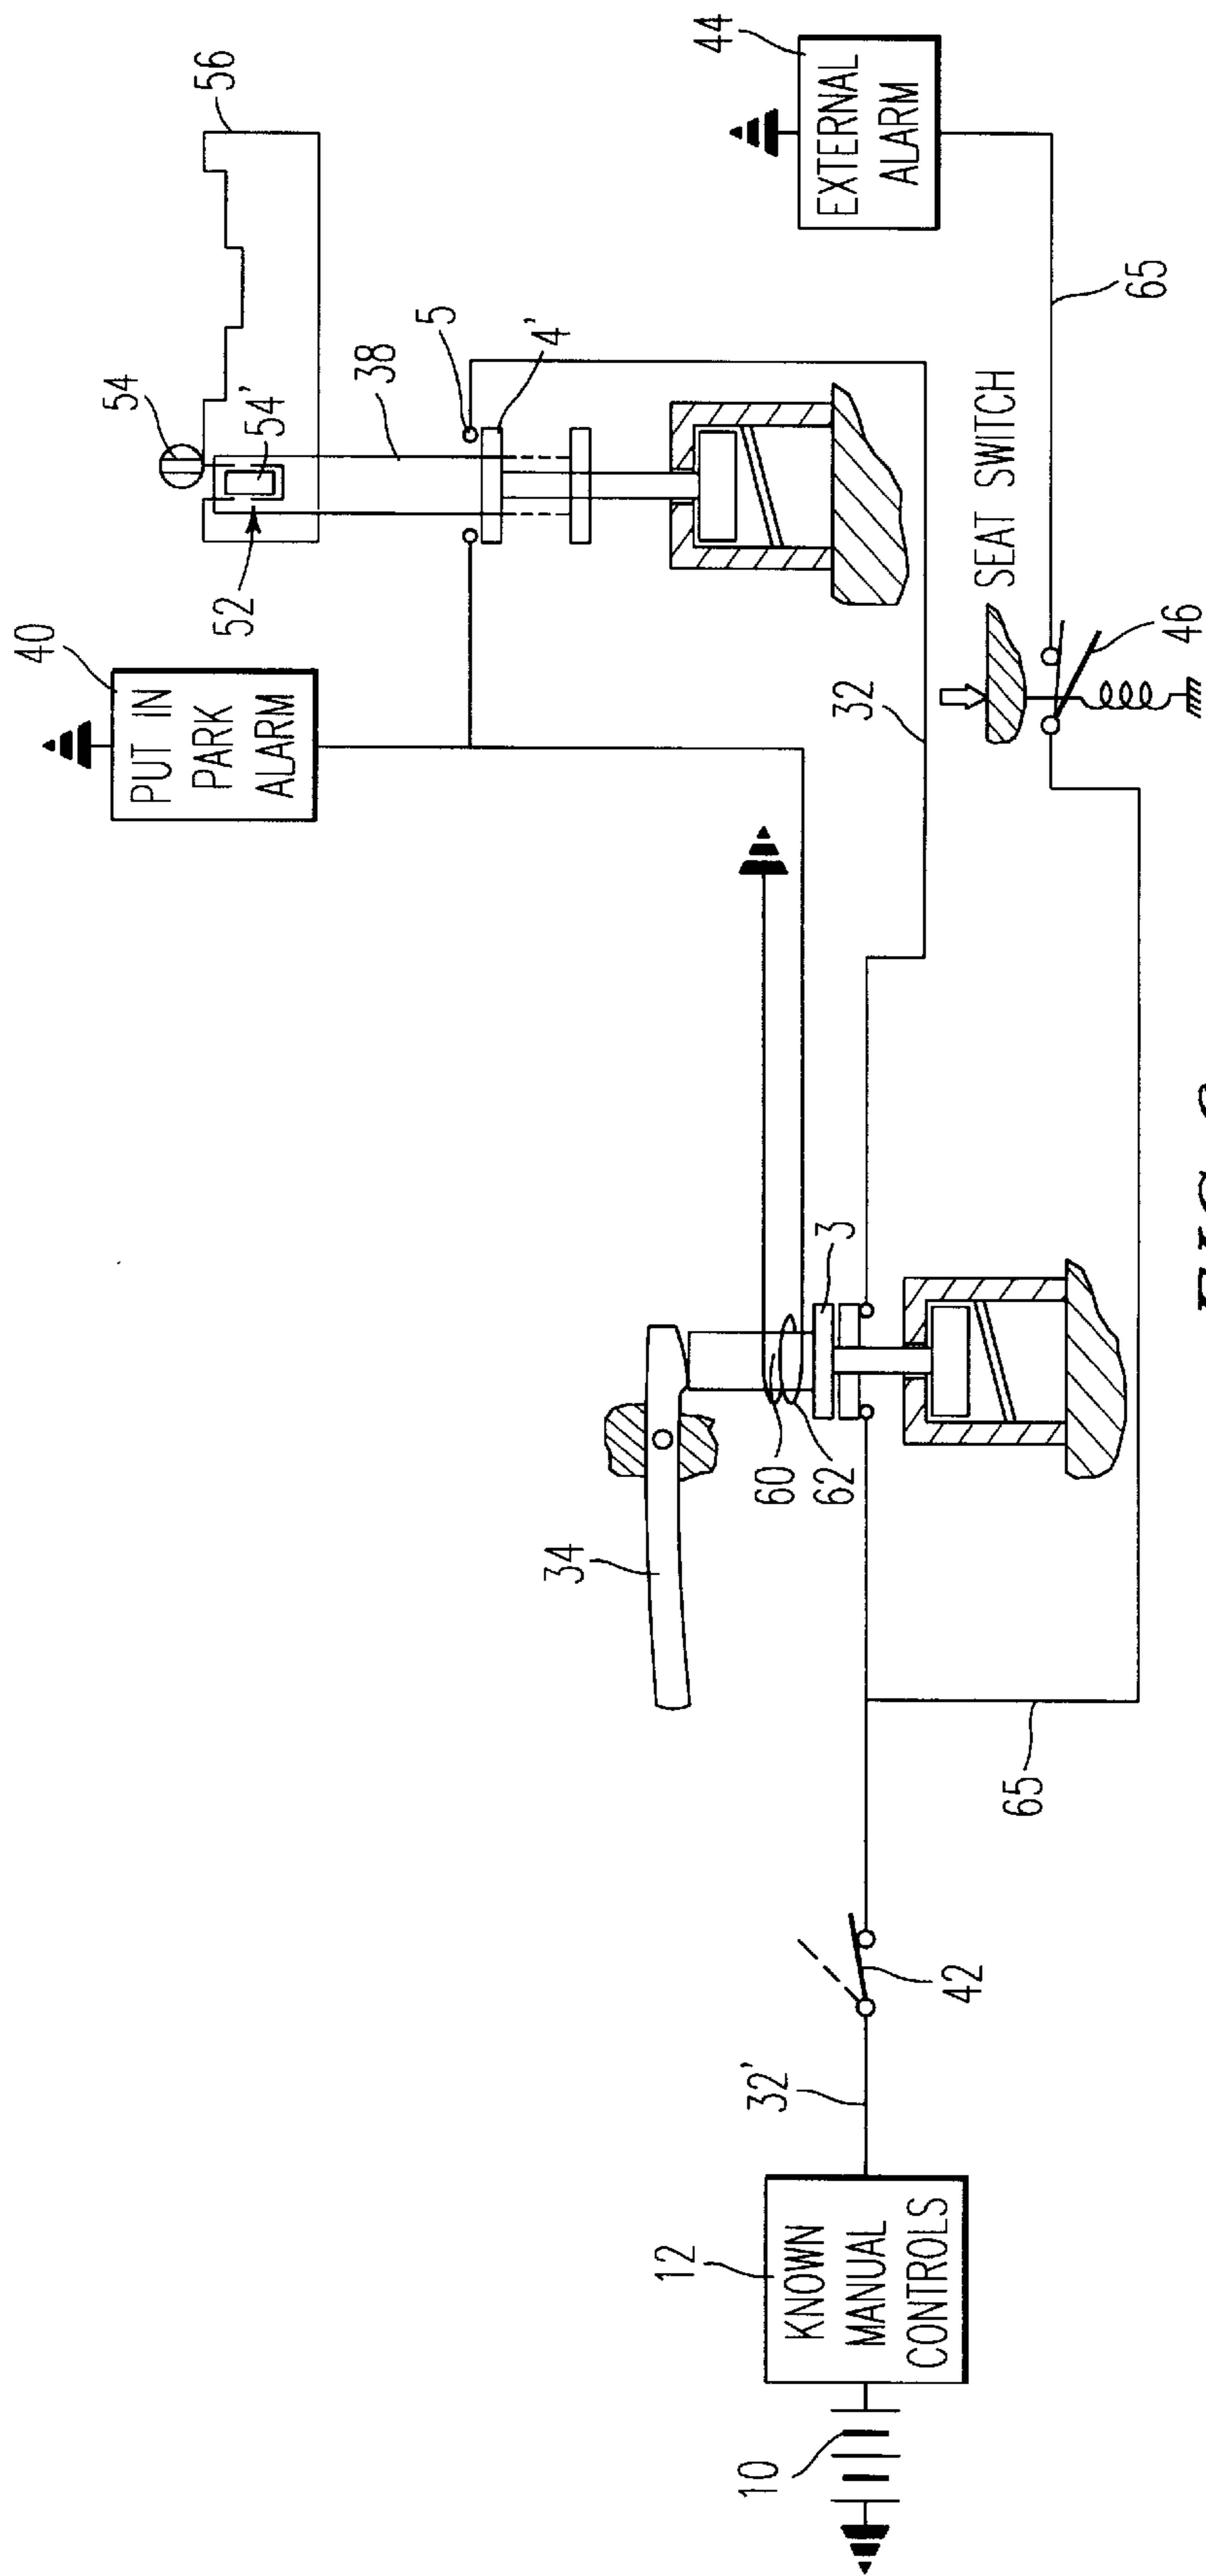 40
PUT IN
PARK
ALARM
54
56
52
54'
38
5
4'
34
12
KNOWN
MANUAL
CONTROLS
10
32'
42
60
62
3
32
44
EXTERNAL
ALARM
SEAT SWITCH
65
65
46
FIG.